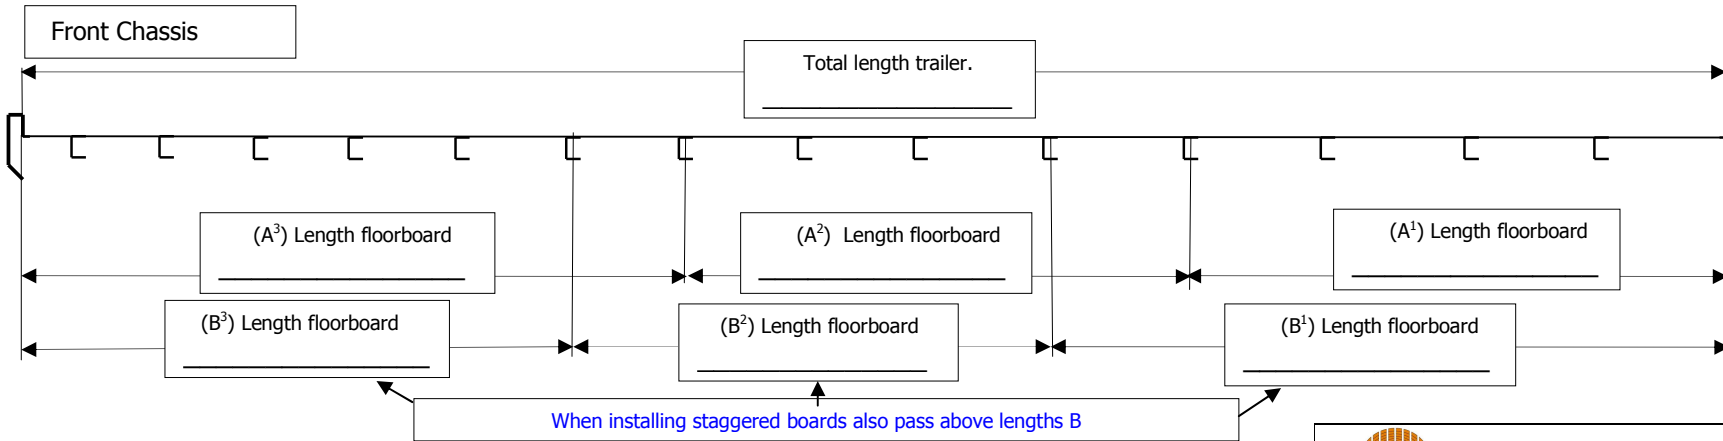 Front Chassis
Total length trailer.
(A³) Length floorboard
(A²) Length floorboard
(A¹) Length floorboard
(B³) Length floorboard
(B²) Length floorboard
(B¹) Length floorboard
When installing staggered boards also pass above lengths B